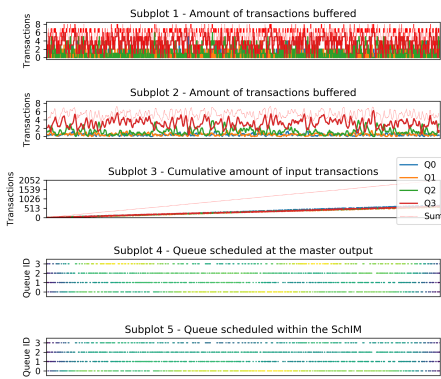 Subplot 1 - Amount of transactions buffered
Transactions
8
6
4
2
0
Subplot 2 - Amount of transactions buffered
Transactions
8
6
4
2
0
Subplot 3 - Cumulative amount of input transactions
Transactions
2052
1539
1026
513
0
Q0
Q1
Q2
Q3
Sum
Subplot 4 - Queue scheduled at the master output
Queue ID
3
2
1
0
Subplot 5 - Queue scheduled within the SchIM
Queue ID
3
2
1
0